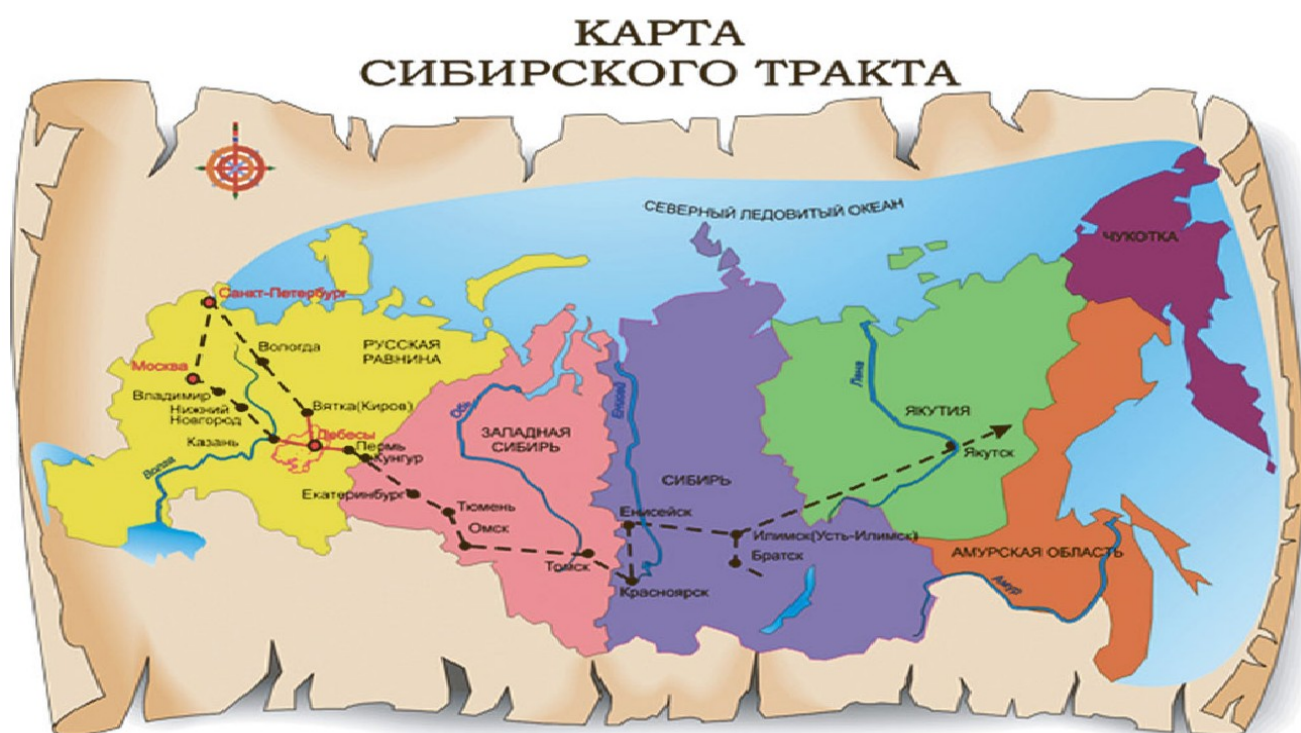 КАРТА
СИБИРСКОГО ТРАКТА
СЕВЕРНЫЙ ЛЕДОВИТЫЙ ОКЕАН
ЧУКОТКА
Санкт-Петербург
Вологда
РУССКАЯ
РАВНИНА
Москва
Владимир
Нижний
Новгород
Вятка(Киров)
Казань
Дебесы
Пермь
Кунгур
Волга
Екатеринбург
Тюмень
Омск
Томск
Обь
ЗАПАДНАЯ
СИБИРЬ
Енисей
СИБИРЬ
Енисейск
Красноярск
Илимск(Усть-Илимск)
Братск
Лена
ЯКУТИЯ
Якутск
АМУРСКАЯ ОБЛАСТЬ
Амур